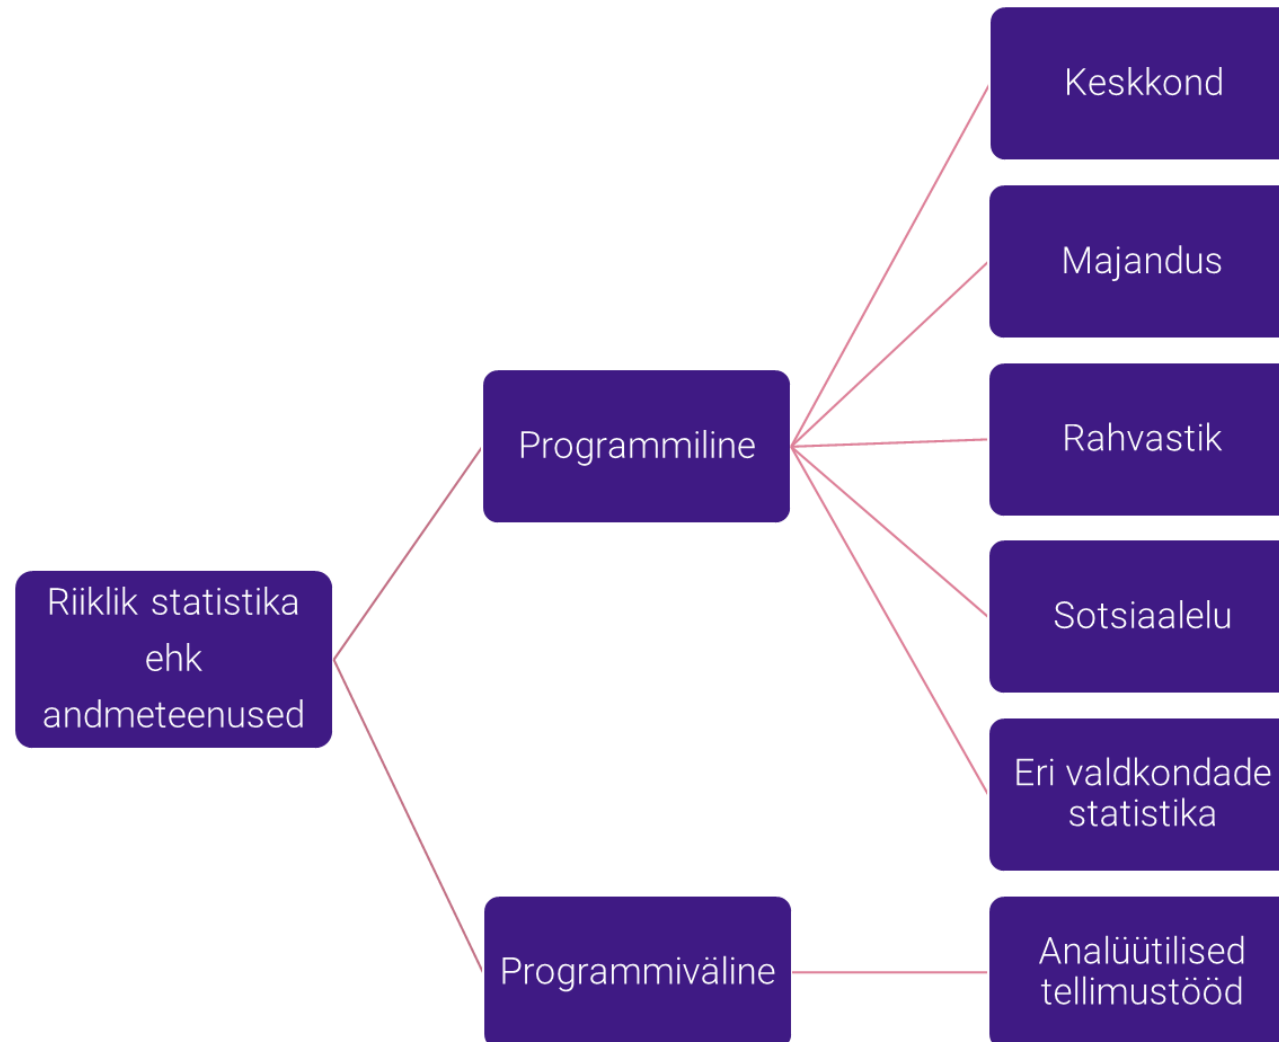 Keskkond
Majandus
Rahvastik
Sotsiaalelu
Eri valdkondade
statistika
Analüütilised
tellimustööd
Programmiline
Programmiväline
Riiklik statistika
ehk
andmeteenused